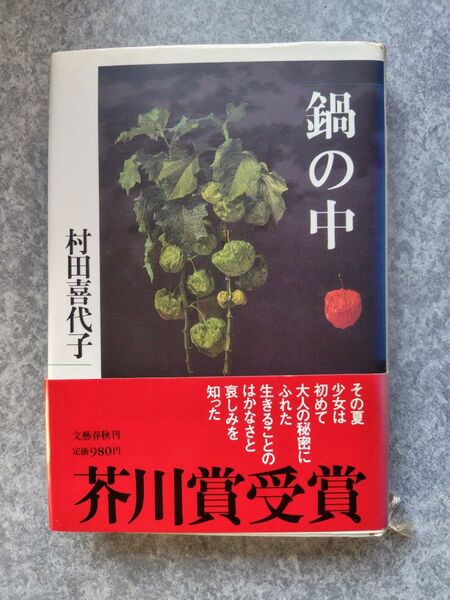 鍋の中
村田喜代子
その夏
少女は
初めて
大人の秘密に
ふれた
生きることの
はかなさと
哀しみを
知った
文藝春秋刊
定価980円
芥川賞受賞